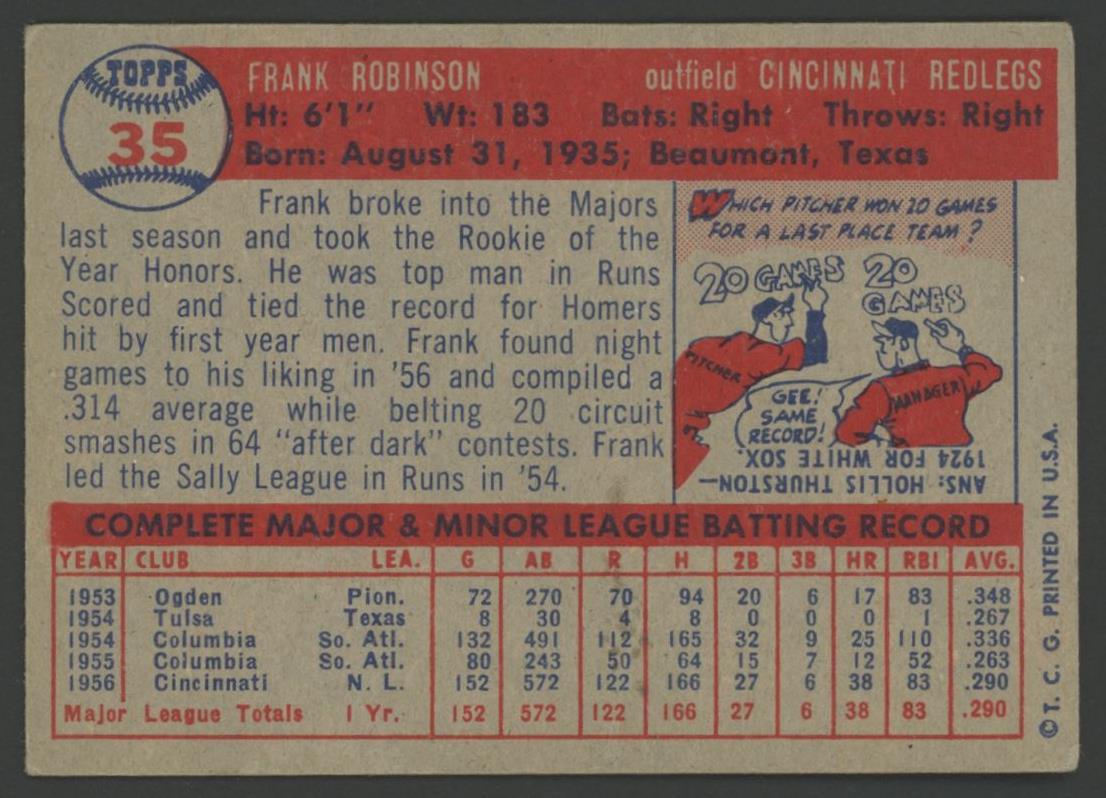 TOPPS
35
FRANK ROBINSON outfield CINCINNATI REDLEGS
Ht: 6'1" Wt: 183 Bats: Right Throws: Right
Born: August 31, 1935; Beaumont, Texas
Frank broke into the Majors
last season and took the Rookie of the
Year Honors. He was top man in Runs
Scored and tied the record for Homers
hit by first year men. Frank found night
games to his liking in '56 and compiled a
.314 average while belting 20 circuit
smashes in 64 "after dark" contests. Frank
led the Sally League in Runs in '54.
WHICH PITCHER WON 20 GAMES
FOR A LAST PLACE TEAM?
20 GAMES
20
GAMES
PITCHER
MANAGER
GEE!
SAME
RECORD!
ANS: HOLLIS THURSTON—
1924 FOR WHITE SOX.
COMPLETE MAJOR & MINOR LEAGUE BATTING RECORD
YEAR CLUB LEA. G AB R H 2B 3B HR RBI AVG.
1953 Ogden Pion. 72 270 70 94 20 6 17 83 .348
1954 Tulsa Texas 8 30 4 8 0 0 0 1 .267
1954 Columbia So. Atl. 132 491 112 165 32 9 25 110 .336
1955 Columbia So. Atl. 80 243 50 64 15 7 12 52 .263
1956 Cincinnati N. L. 152 572 122 166 27 6 38 83 .290
Major League Totals 1 Yr. 152 572 122 166 27 6 38 83 .290
©T. C. G. PRINTED IN U.S.A.